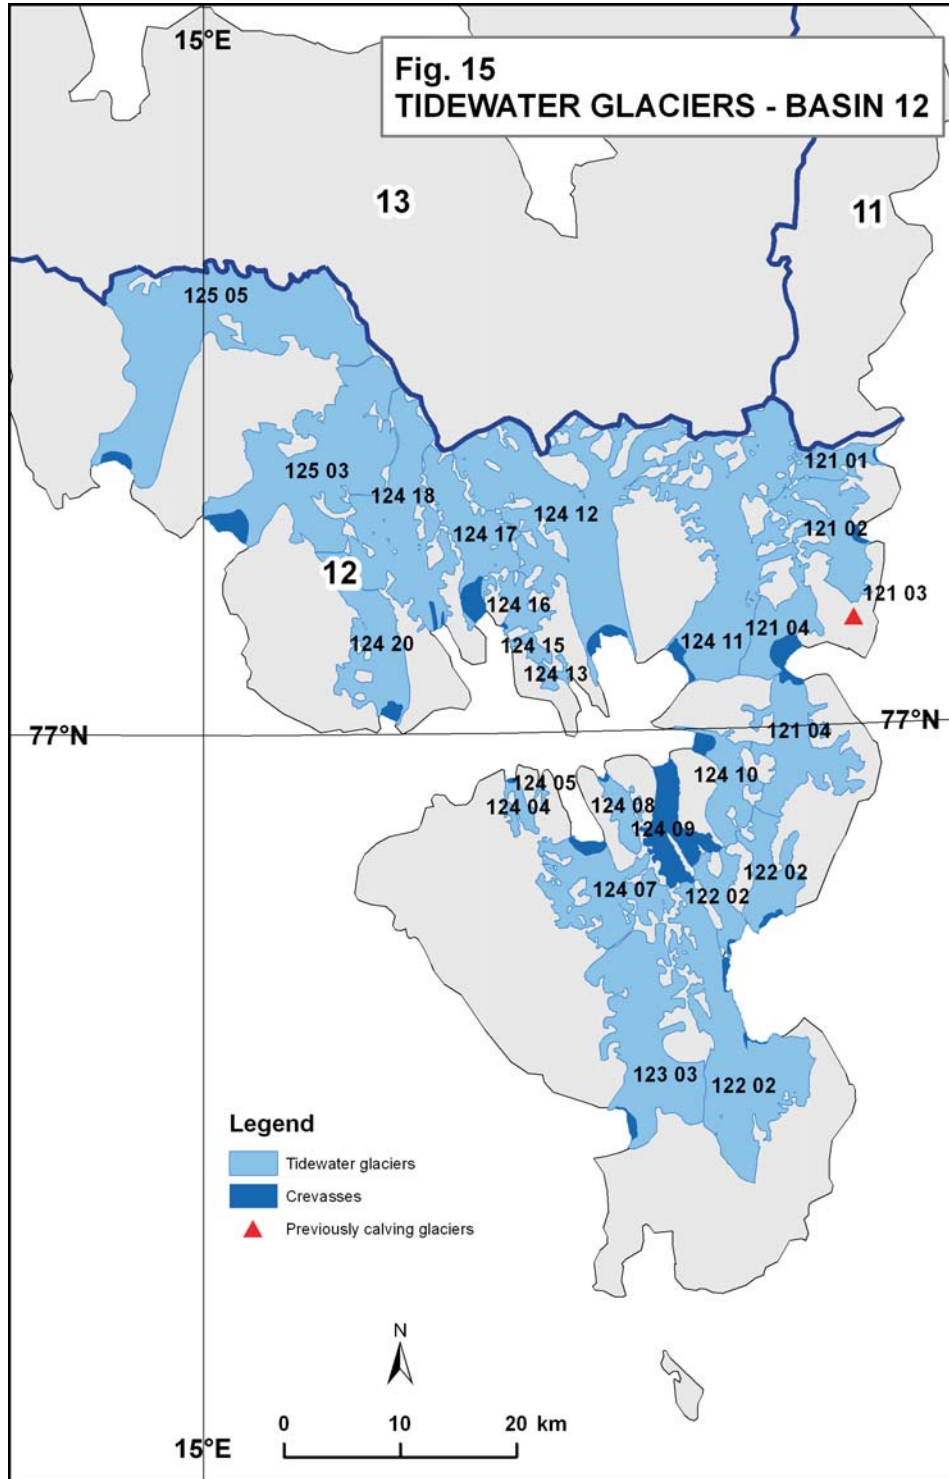 15°E
Fig. 15
TIDEWATER GLACIERS - BASIN 12
13
11
125 05
121 01
125 03
124 18
124 12
121 02
124 17
12
121 03
124 16
124 20
124 15
124 11
121 04
124 13
77°N
77°N
121 04
124 05
124 10
124 04
124 08
124 09
124 07
122 02
122 02
123 03
122 02
Legend
Tidewater glaciers
Crevasses
Previously calving glaciers
N
0 10 20 km
15°E